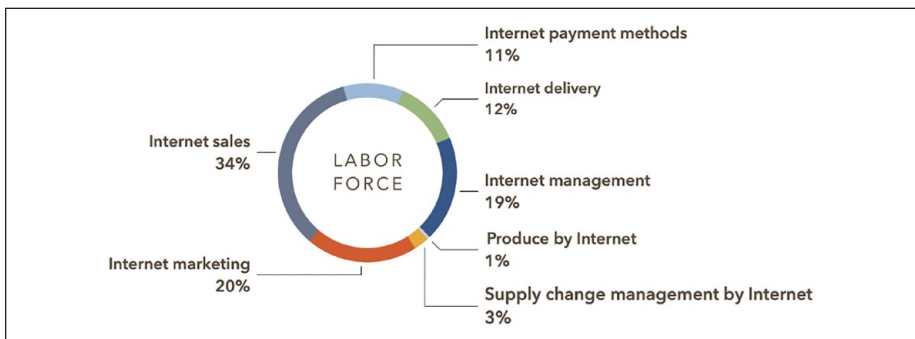 Internet payment methods
11%
Internet delivery
12%
Internet sales
34%
LABOR
FORCE
Internet management
19%
Produce by Internet
1%
Internet marketing
20%
Supply change management by Internet
3%